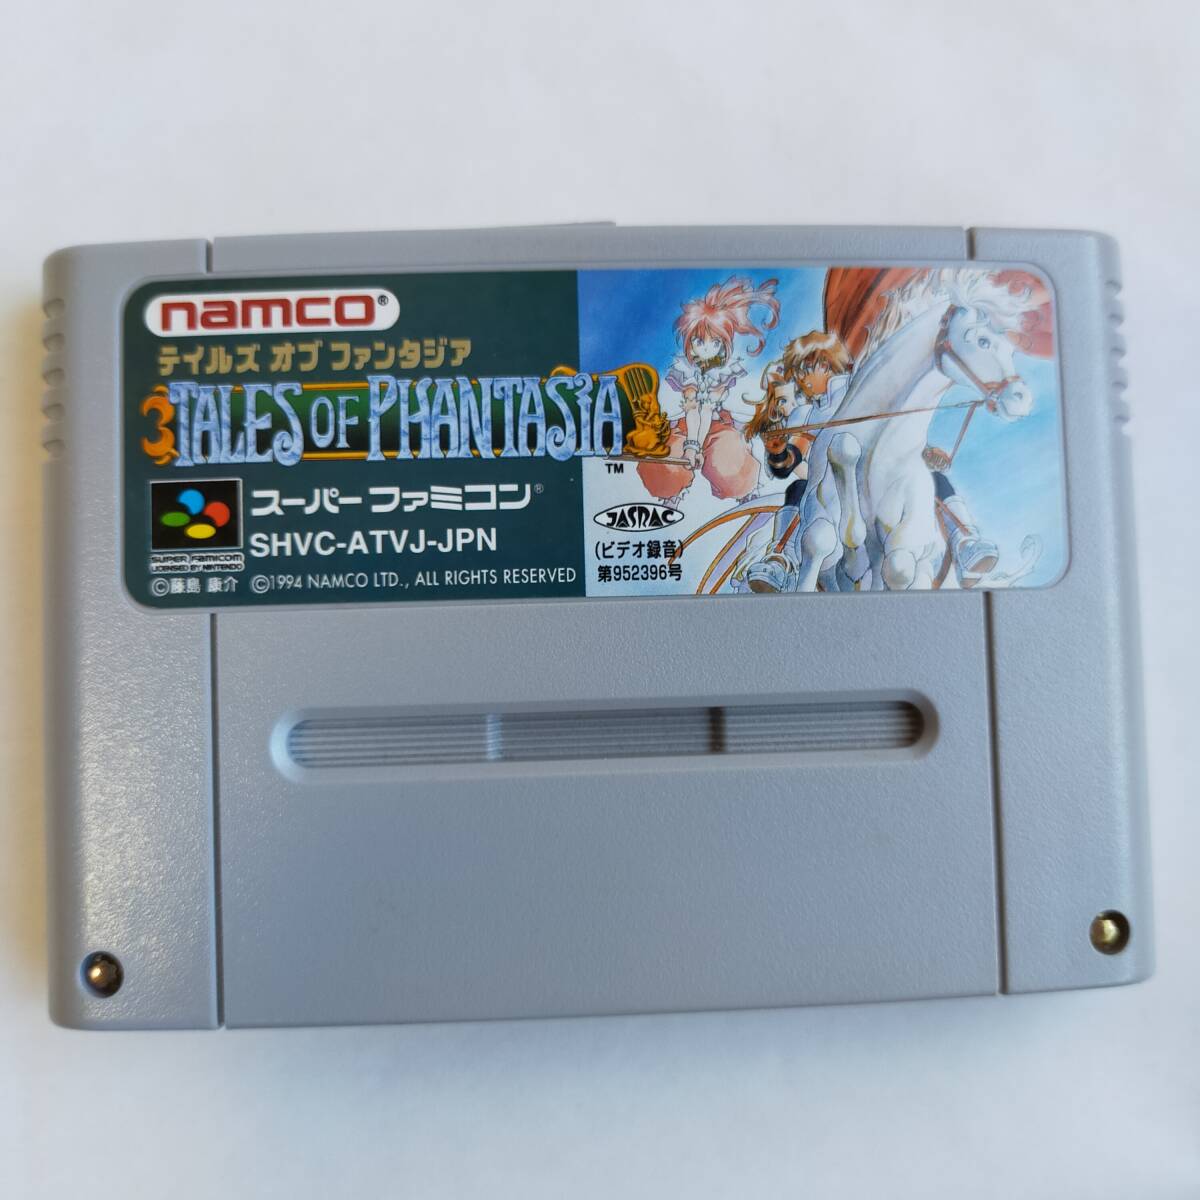 namco®
テイルズ オブ ファンタジア
TALES OF PHANTASIA
TM
スーパーファミコン®
SUPER FAMICOM
LICENSED BY NINTENDO
SHVC-ATVJ-JPN
©藤島 康介 ©1994 NAMCO LTD., ALL RIGHTS RESERVED
JASRAC
(ビデオ録音)
第952396号